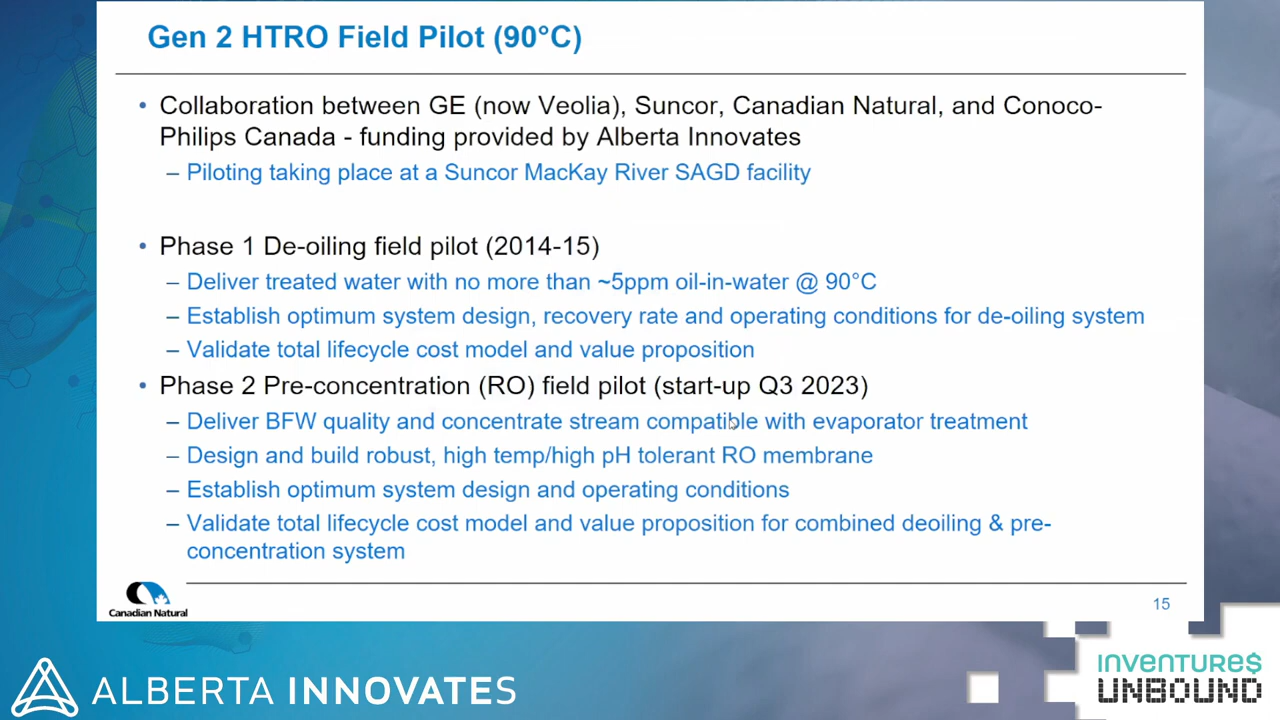 Gen 2 HTRO Field Pilot (90°C)
• Collaboration between GE (now Veolia), Suncor, Canadian Natural, and Conoco-
Philips Canada - funding provided by Alberta Innovates
– Piloting taking place at a Suncor MacKay River SAGD facility
• Phase 1 De-oiling field pilot (2014-15)
– Deliver treated water with no more than ~5ppm oil-in-water @ 90°C
– Establish optimum system design, recovery rate and operating conditions for de-oiling system
– Validate total lifecycle cost model and value proposition
• Phase 2 Pre-concentration (RO) field pilot (start-up Q3 2023)
– Deliver BFW quality and concentrate stream compatible with evaporator treatment
– Design and build robust, high temp/high pH tolerant RO membrane
– Establish optimum system design and operating conditions
– Validate total lifecycle cost model and value proposition for combined deoiling & pre-
concentration system
Canadian Natural
15
ALBERTA INNOVATES
INVENTURE$
UNBOUND